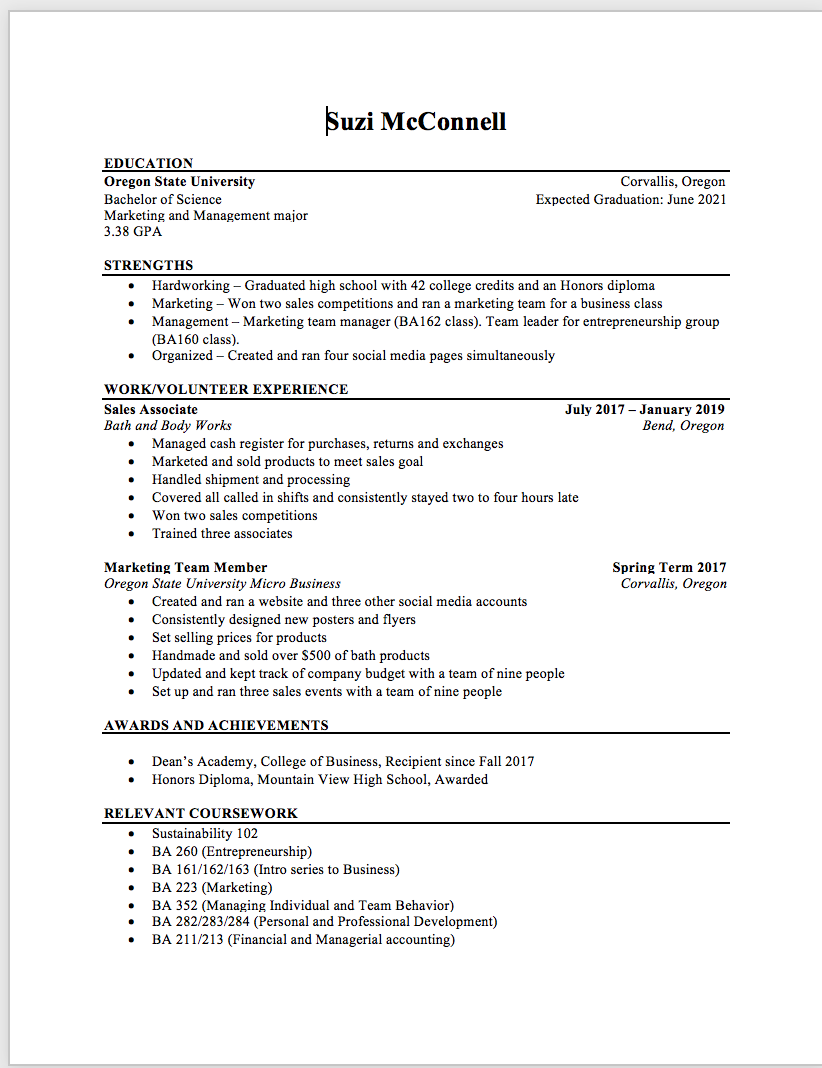 Suzi McConnell
EDUCATION
Oregon State University Corvallis, Oregon
Bachelor of Science Expected Graduation: June 2021
Marketing and Management major
3.38 GPA
STRENGTHS
• Hardworking – Graduated high school with 42 college credits and an Honors diploma
• Marketing – Won two sales competitions and ran a marketing team for a business class
• Management – Marketing team manager (BA162 class). Team leader for entrepreneurship group
(BA160 class).
• Organized – Created and ran four social media pages simultaneously
WORK/VOLUNTEER EXPERIENCE
Sales Associate July 2017 – January 2019
Bath and Body Works Bend, Oregon
• Managed cash register for purchases, returns and exchanges
• Marketed and sold products to meet sales goal
• Handled shipment and processing
• Covered all called in shifts and consistently stayed two to four hours late
• Won two sales competitions
• Trained three associates
Marketing Team Member Spring Term 2017
Oregon State University Micro Business Corvallis, Oregon
• Created and ran a website and three other social media accounts
• Consistently designed new posters and flyers
• Set selling prices for products
• Handmade and sold over $500 of bath products
• Updated and kept track of company budget with a team of nine people
• Set up and ran three sales events with a team of nine people
AWARDS AND ACHIEVEMENTS
• Dean’s Academy, College of Business, Recipient since Fall 2017
• Honors Diploma, Mountain View High School, Awarded
RELEVANT COURSEWORK
• Sustainability 102
• BA 260 (Entrepreneurship)
• BA 161/162/163 (Intro series to Business)
• BA 223 (Marketing)
• BA 352 (Managing Individual and Team Behavior)
• BA 282/283/284 (Personal and Professional Development)
• BA 211/213 (Financial and Managerial accounting)